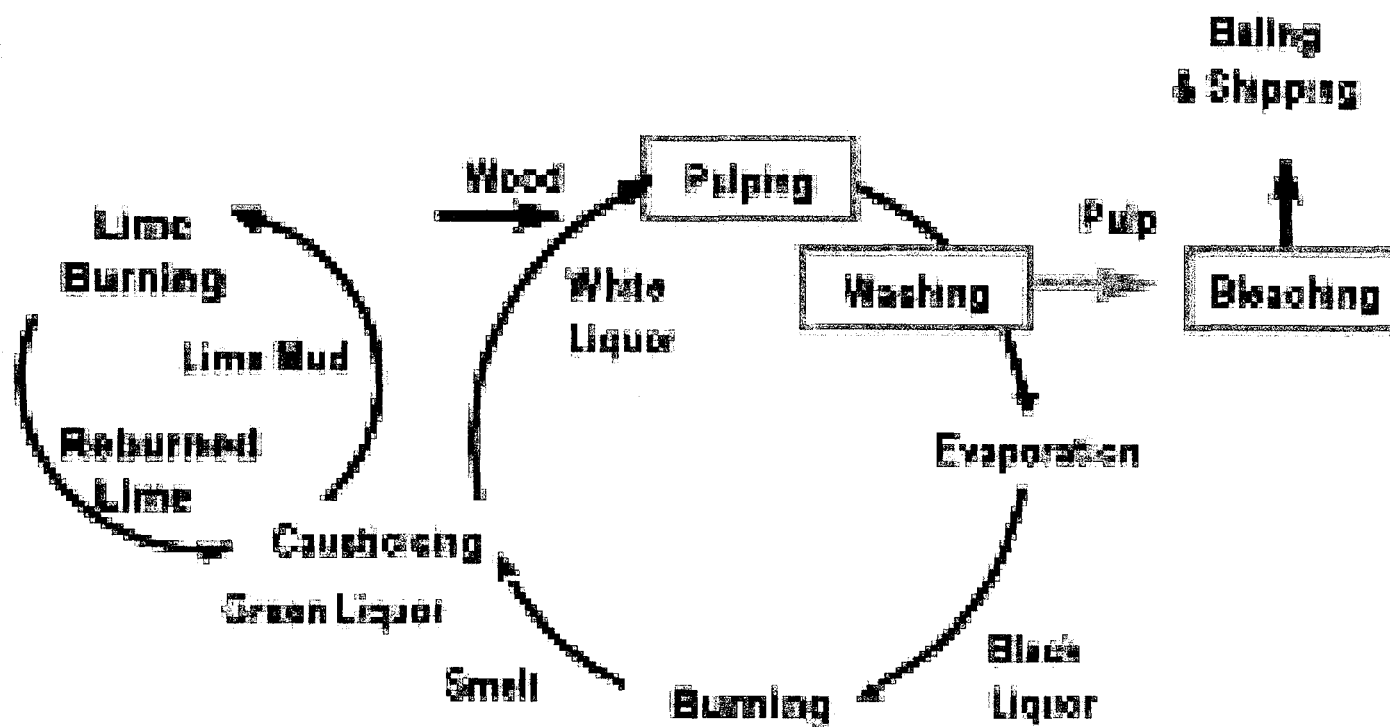 Baling
& Shipping
Wood
Pulping
Lime
Burning
Pulp
White
Liquor
Washing
Bleaching
Lime Mud
Reburned
Lime
Evaporation
Causticising
Green Liquor
Smelt
Burning
Black
Liquor